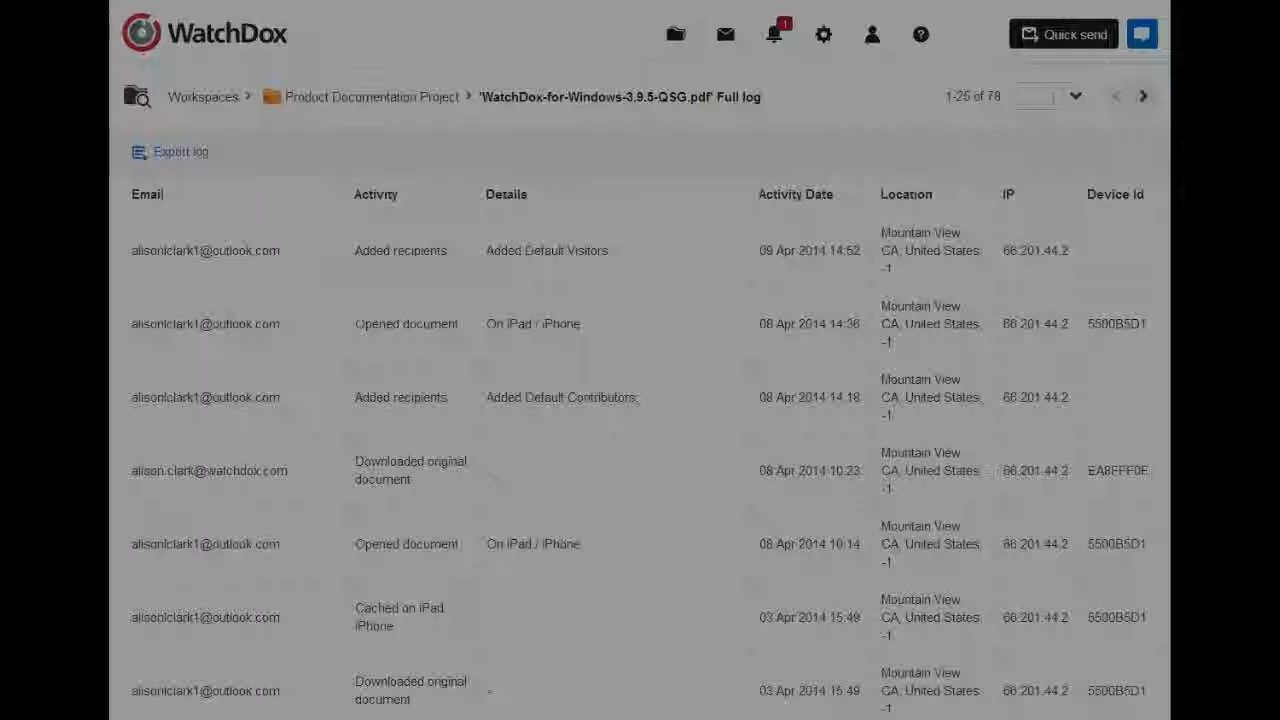 WatchDox
1
Quick send
Workspaces > Product Documentation Project > 'WatchDox-for-Windows-3.9.5-QSG.pdf' Full log
1-25 of 78
Export log
Email Activity Details Activity Date Location IP Device Id
alisonlclark1@outlook.com Added recipients Added Default Visitors 09 Apr 2014 14:52 Mountain View CA, United States -1 66.201.44.2
alisonlclark1@outlook.com Opened document On iPad / iPhone 08 Apr 2014 14:36 Mountain View CA, United States -1 66.201.44.2 5500B5D1
alisonlclark1@outlook.com Added recipients Added Default Contributors 08 Apr 2014 14:18 Mountain View CA, United States -1 66.201.44.2
alison.clark@watchdox.com Downloaded original document 08 Apr 2014 10:23 Mountain View CA, United States -1 66.201.44.2
alisonlclark1@outlook.com Opened document On iPad / iPhone 08 Apr 2014 10:14 Mountain View CA, United States -1 66.201.44.2 5500B5D1
alisonlclark1@outlook.com Cached on iPad iPhone 03 Apr 2014 15:49 Mountain View CA, United States -1 66.201.44.2 5500B5D1
alisonlclark1@outlook.com Downloaded original document - 03 Apr 2014 15:49 Mountain View CA, United States -1 66.201.44.2 5500B5D1